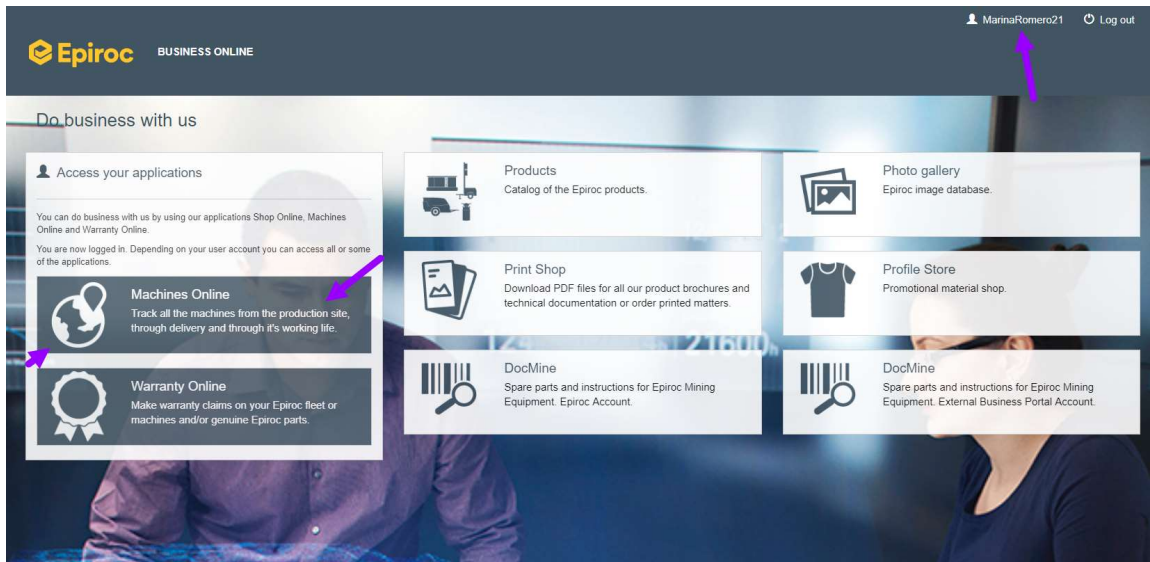 MarinaRomero21 Log out
Epiroc BUSINESS ONLINE
Do business with us
Access your applications
You can do business with us by using our applications Shop Online, Machines
Online and Warranty Online.
You are now logged in. Depending on your user account you can access all or some
of the applications.
Machines Online
Track all the machines from the production site,
through delivery and through it's working life.
Warranty Online
Make warranty claims on your Epiroc fleet or
machines and/or genuine Epiroc parts.
Products
Catalog of the Epiroc products.
Photo gallery
Epiroc image database.
Print Shop
Download PDF files for all our product brochures and
technical documentation or order printed matters.
Profile Store
Promotional material shop.
21600h
DocMine
Spare parts and instructions for Epiroc Mining
Equipment. Epiroc Account.
DocMine
Spare parts and instructions for Epiroc Mining
Equipment. External Business Portal Account.